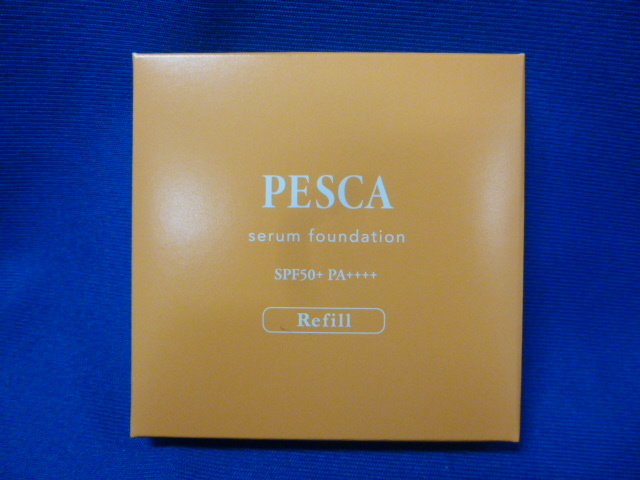 PESCA
serum foundation
SPF50+ PA++++
Refill